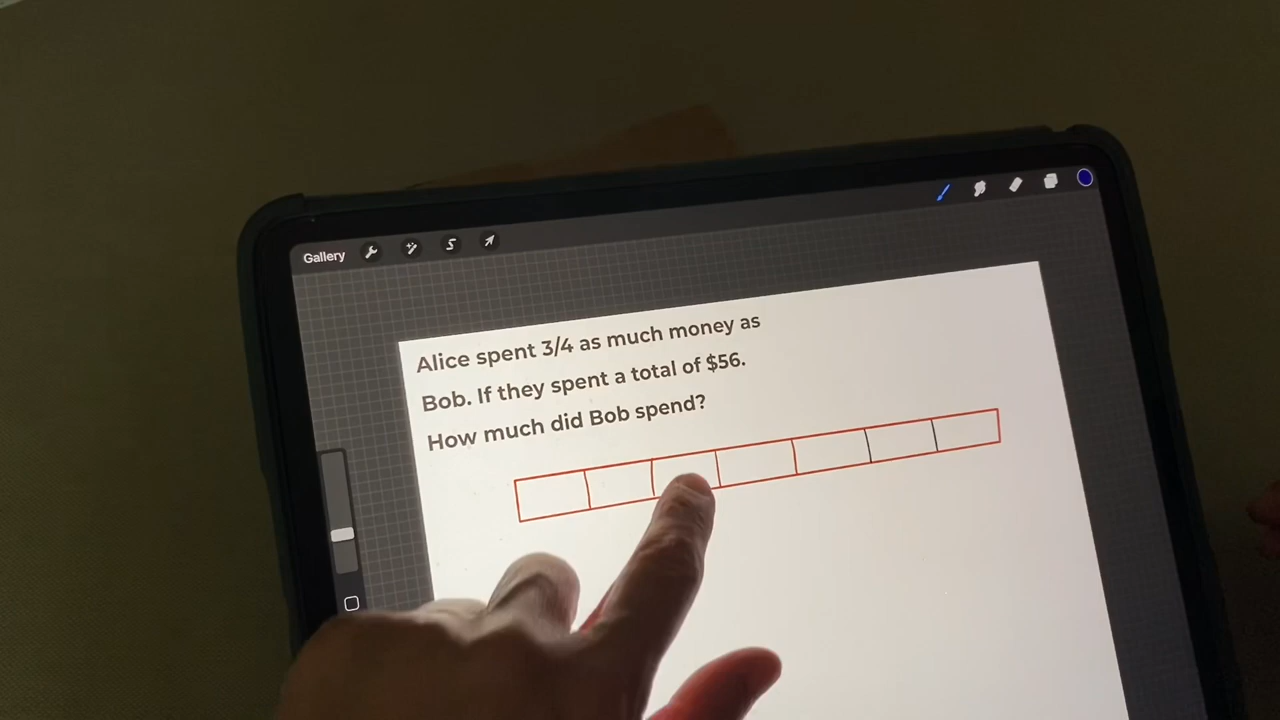 Gallery
Alice spent 3/4 as much money as
Bob. If they spent a total of $56.
How much did Bob spend?